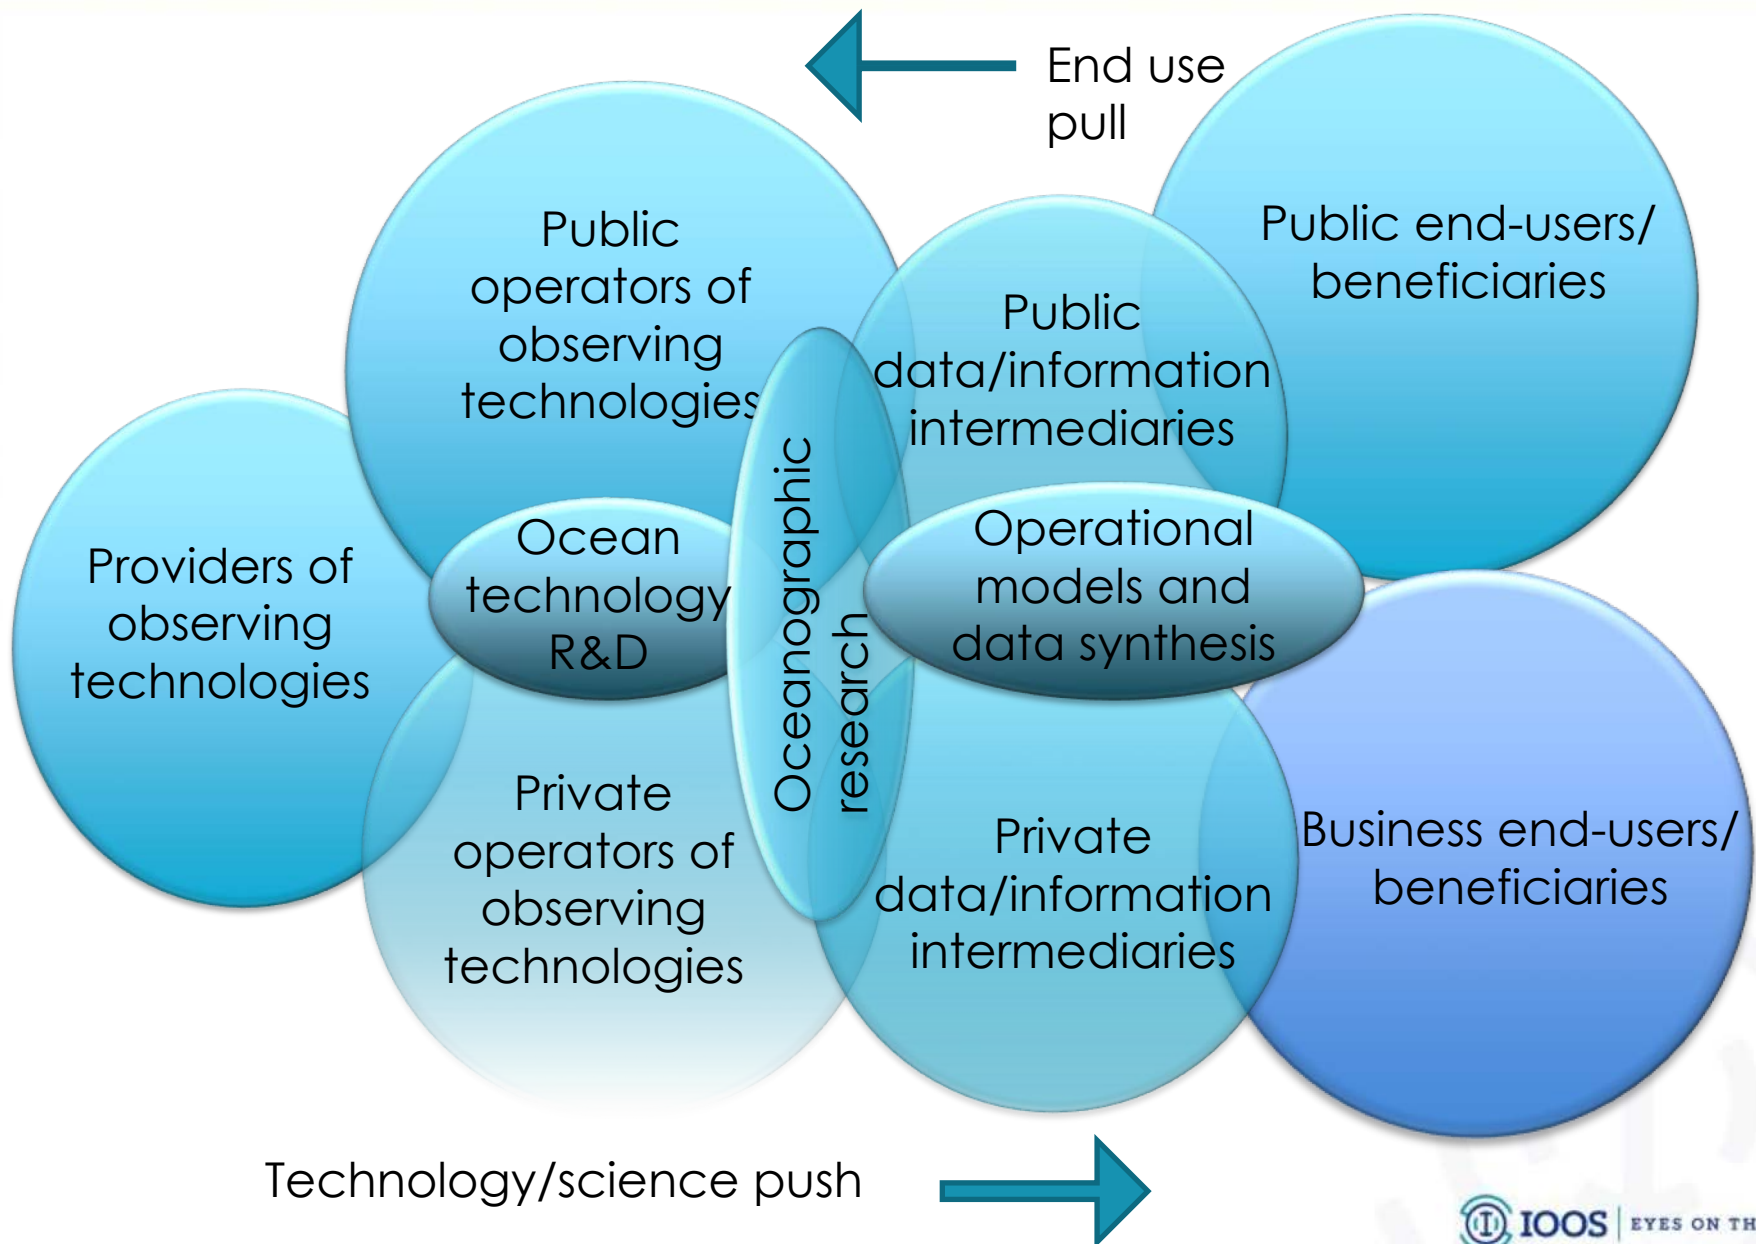 End use
pull
Public
operators of
observing
technologies
Public end-users/
beneficiaries
Public
data/information
intermediaries
Providers of
observing
technologies
Ocean
technology
R&D
Oceanographic
research
Operational
models and
data synthesis
Private
operators of
observing
technologies
Private
data/information
intermediaries
Business end-users/
beneficiaries
Technology/science push
IOOS EYES ON TH